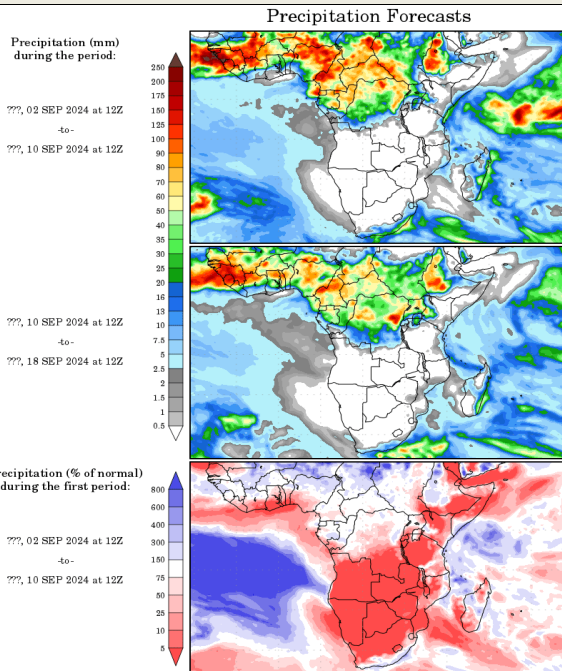 Precipitation Forecasts
Precipitation (mm)
during the period:
???, 02 SEP 2024 at 12Z
-to-
???, 10 SEP 2024 at 12Z
250
200
175
150
125
100
90
80
70
60
50
40
35
30
25
20
16
13
10
7.5
5
2.5
2
1.5
1
0.5
???, 10 SEP 2024 at 12Z
-to-
???, 18 SEP 2024 at 12Z
recipitation (% of normal)
during the first period:
???, 02 SEP 2024 at 12Z
-to-
???, 10 SEP 2024 at 12Z
800
600
400
300
150
75
50
25
10
5